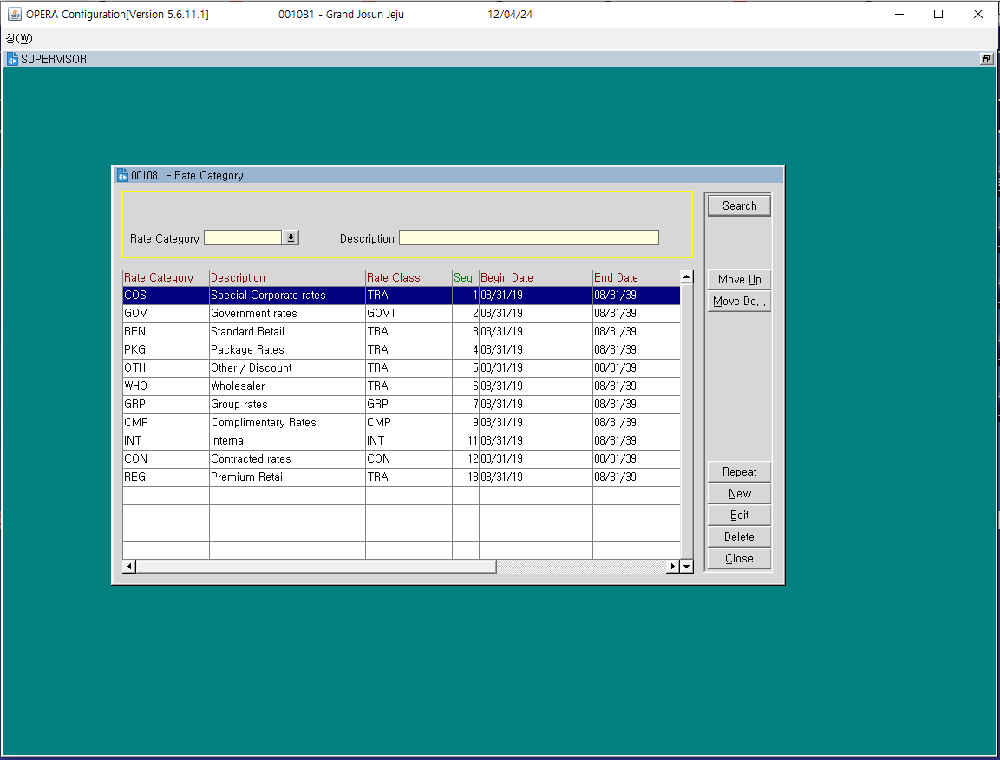 OPERA Configuration[Version 5.6.11.1] 001081 - Grand Josun Jeju 12/04/24
창(W)
SUPERVISOR
001081 - Rate Category
Search
Rate Category Description
Rate Category Description Rate Class Seq. Begin Date End Date
COS Special Corporate rates TRA 1 08/31/19 08/31/39
GOV Government rates GOVT 2 08/31/19 08/31/39
BEN Standard Retail TRA 3 08/31/19 08/31/39
PKG Package Rates TRA 4 08/31/19 08/31/39
OTH Other / Discount TRA 5 08/31/19 08/31/39
WHO Wholesaler TRA 6 08/31/19 08/31/39
GRP Group rates GRP 7 08/31/19 08/31/39
CMP Complimentary Rates CMP 9 08/31/19 08/31/39
INT Internal INT 11 08/31/19 08/31/39
CON Contracted rates CON 12 08/31/19 08/31/39
REG Premium Retail TRA 13 08/31/19 08/31/39
Move Up
Move Do...
Repeat
New
Edit
Delete
Close